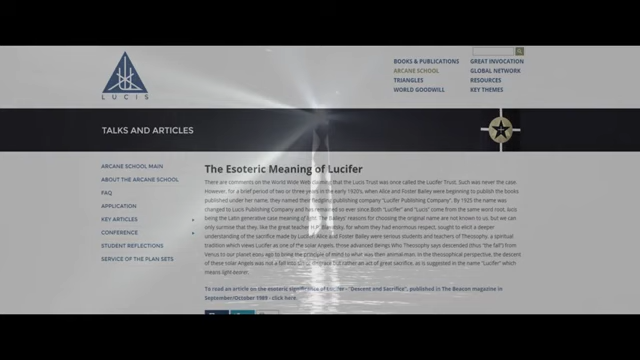 BOOKS & PUBLICATIONS
GREAT INVOCATION
ARCANE SCHOOL
GLOBAL NETWORK
TRIANGLES
RESOURCES
WORLD GOODWILL
KEY THEMES
LUCIS
TALKS AND ARTICLES
ARCANE SCHOOL MAIN
ABOUT THE ARCANE SCHOOL
FAQ
APPLICATION
KEY ARTICLES
CONFERENCE
STUDENT REFLECTIONS
SERVICE OF THE PLAN SETS
The Esoteric Meaning of Lucifer
There are comments on the World Wide Web claiming that the Lucis Trust was once called the Lucifer Trust. Such was never the case.
However, for a brief period of two or three years in the early 1920's, when Alice and Foster Bailey were beginning to publish the books
published under her name, they named their fledgling publishing company "Lucifer Publishing Company". By 1925 the name
was changed to Lucis Publishing Company and has remained so ever since. Both "Lucifer" and "Lucis" come from the same word root, lucis
being the Latin generative case meaning of light. The Baileys' reasons for choosing the original name are not known to us, but we can
only surmise that they, like the great teacher H.P. Blavatsky, for whom they had enormous respect, sought to elicit a deeper
understanding of the sacrifice made by Lucifer. Alice and Foster Bailey were serious students and teachers of Theosophy, a spiritual
tradition which views Lucifer as one of the solar Angels, those advanced Beings Who Theosophy says descended (thus "the fall") from
Venus to our planet eons ago to bring the principle of mind to what was then animal-man. In the theosophical perspective, the descent
of these solar Angels was not a fall into sin or disgrace but rather an act of great sacrifice, as is suggested in the name "Lucifer" which
means light-bearer.
To read an article on the esoteric significance of Lucifer - "Descent and Sacrifice", published in The Beacon magazine in
September/October 1989 - click here.